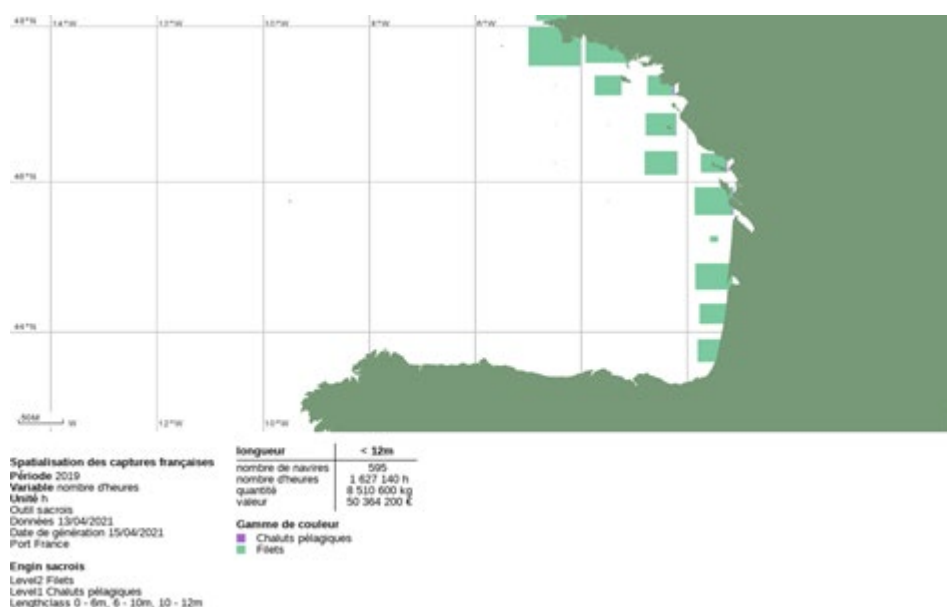 48°N 14°W 12°W 10°W 8°W 6°W
46°N
44°N
50M W 12°W 10°W
Spatialisation des captures françaises
Période 2019
Variable nombre d'heures
Unité h
Outil sacrois
Données 13/04/2021
Date de génération 15/04/2021
Port France
Engin sacrois
Level2 Filets
Level1 Chaluts pélagiques
Lengthclass 0 - 6m, 6 - 10m, 10 - 12m
longueur < 12m
nombre de navires 595
nombre d'heures 1 627 140 h
quantité 8 510 600 kg
valeur 50 364 200 €
Gamme de couleur
Chaluts pélagiques
Filets